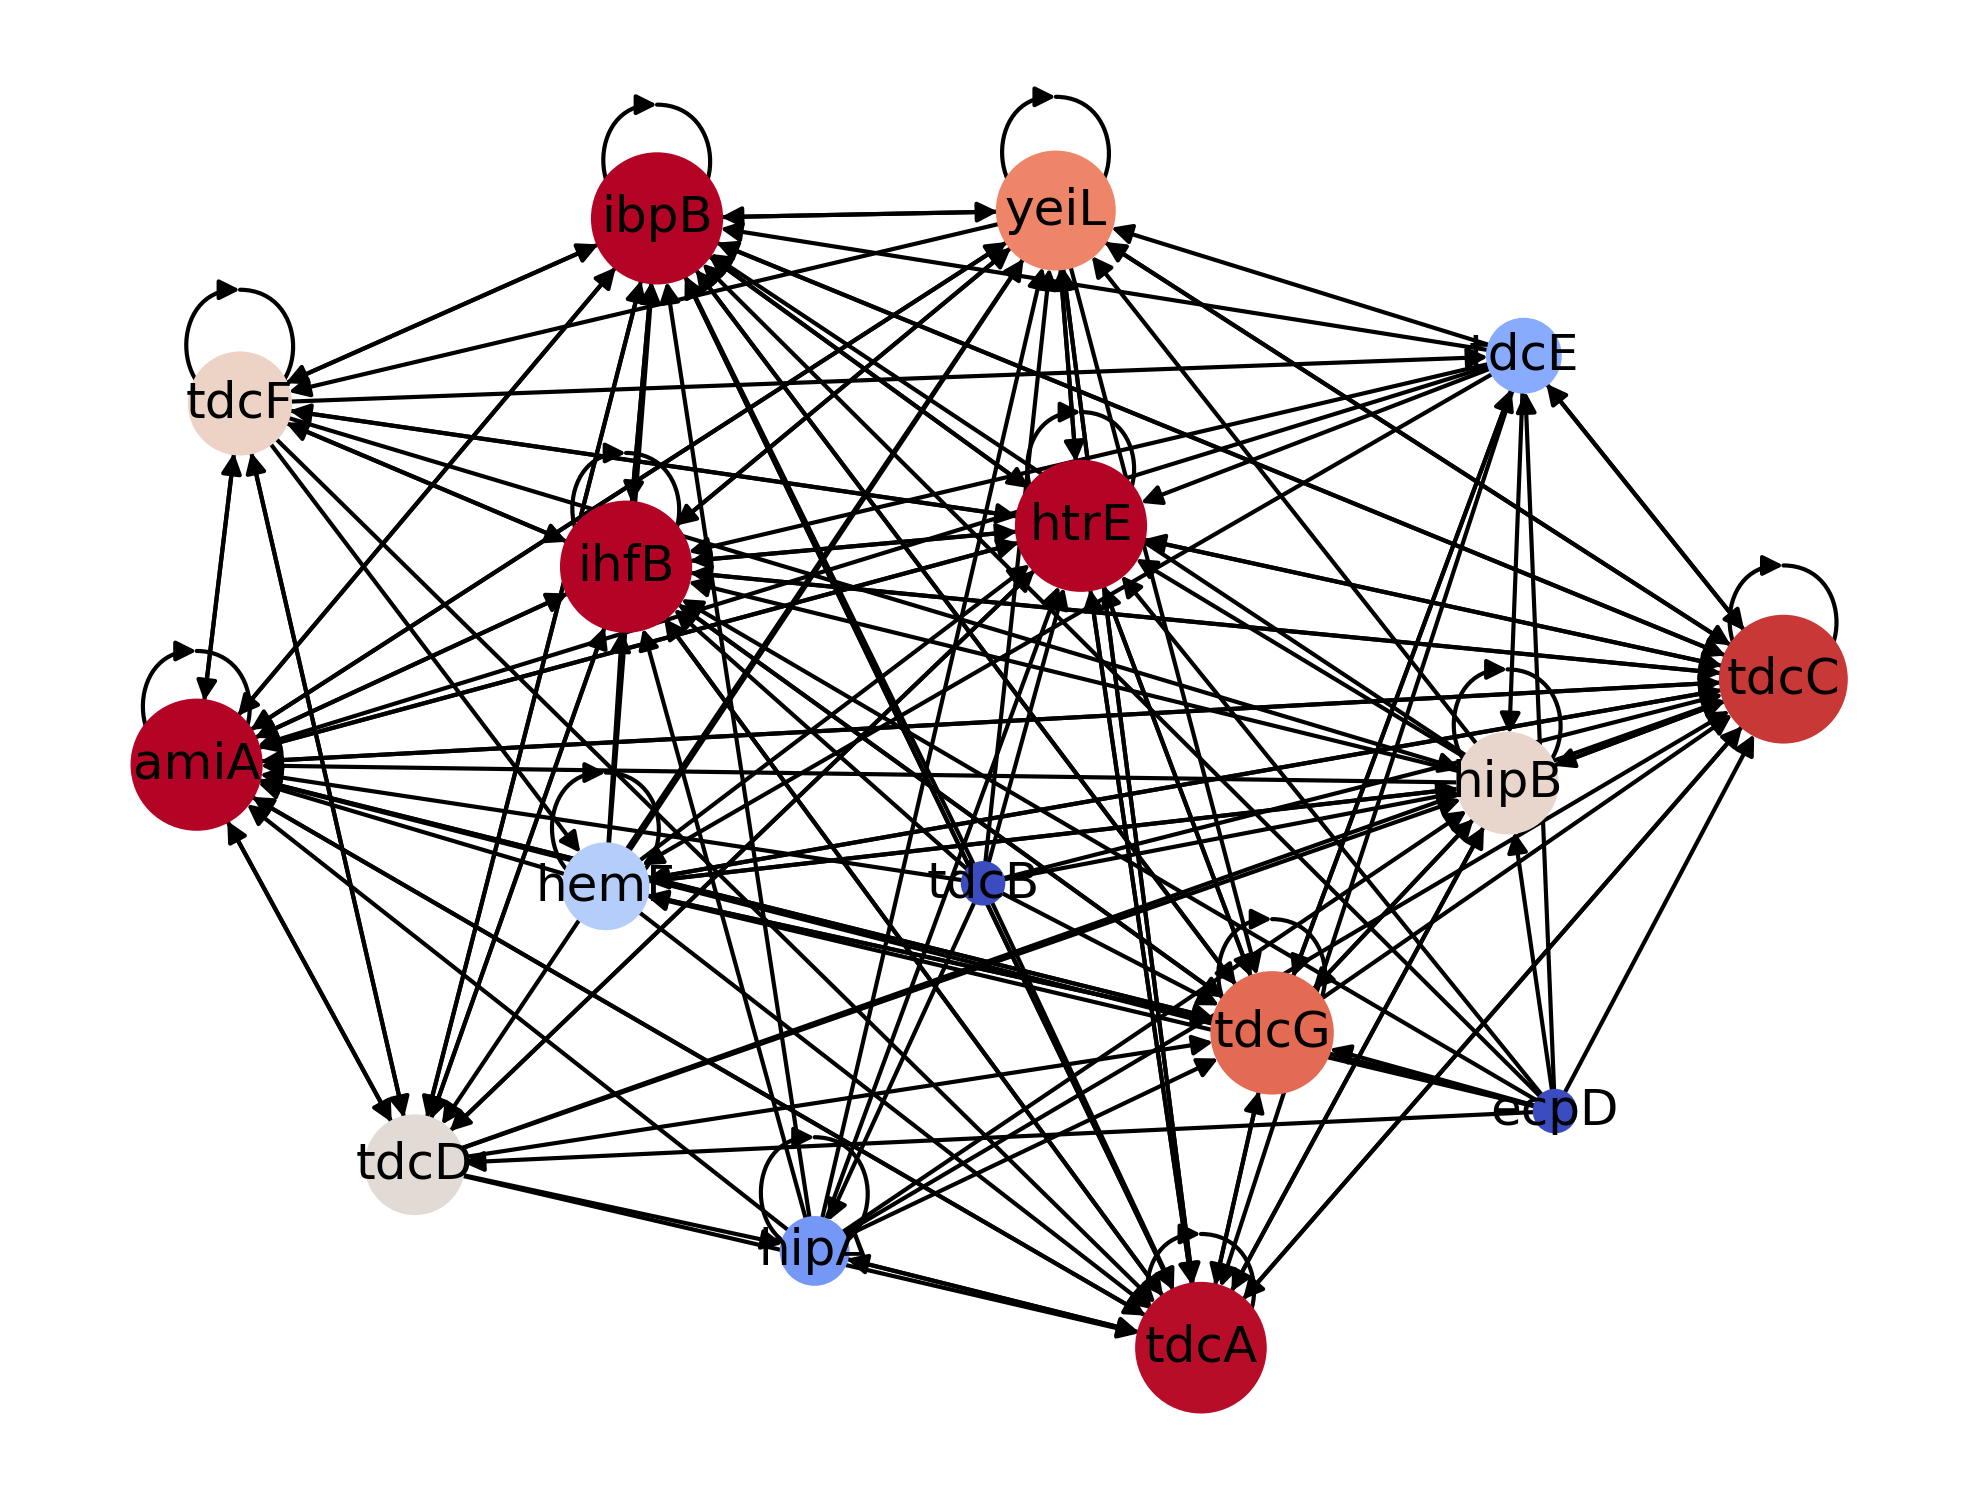 ibpB
yeiL
tdcE
tdcF
htrE
ihfB
tdcC
amiA
hipB
hemF
tdcB
tdcG
ecpD
tdcD
hipA
tdcA